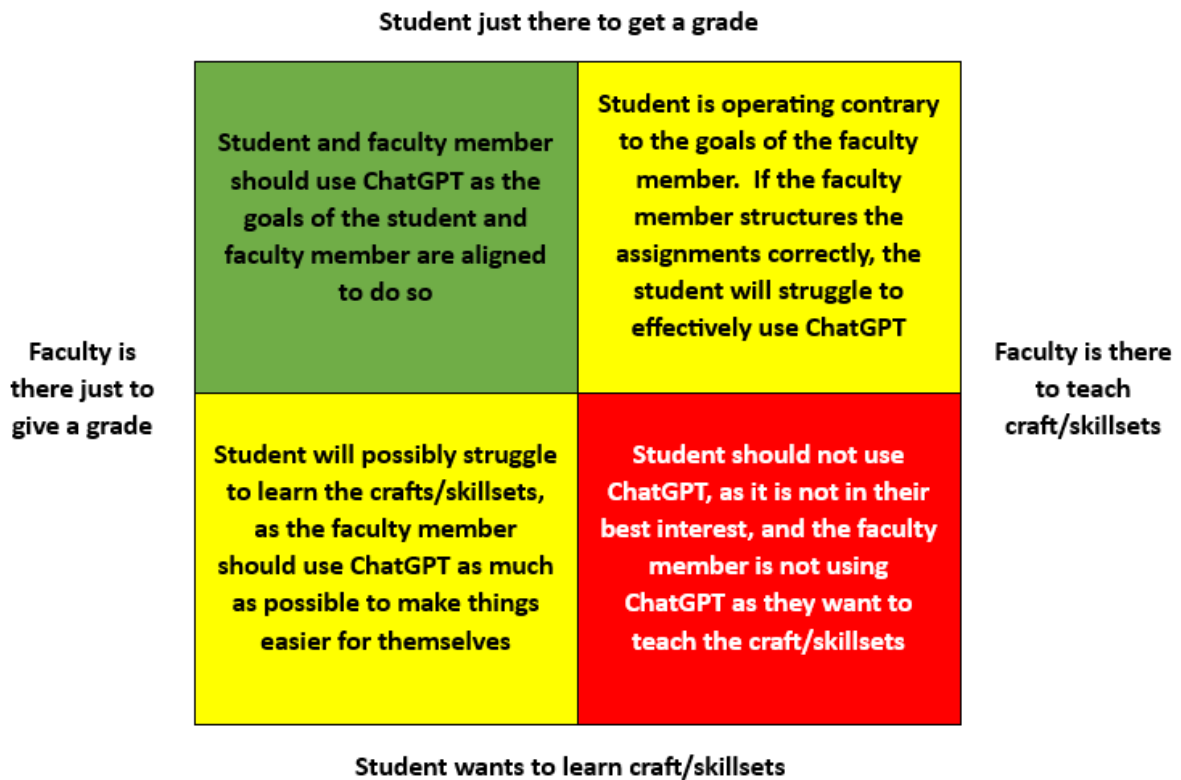 Student just there to get a grade
Student and faculty member
should use ChatGPT as the
goals of the student and
faculty member are aligned
to do so
Student is operating contrary
to the goals of the faculty
member.  If the faculty
member structures the
assignments correctly, the
student will struggle to
effectively use ChatGPT
Faculty is
there just to
give a grade
Faculty is there
to teach
craft/skillsets
Student will possibly struggle
to learn the crafts/skillsets,
as the faculty member
should use ChatGPT as much
as possible to make things
easier for themselves
Student should not use
ChatGPT, as it is not in their
best interest, and the faculty
member is not using
ChatGPT as they want to
teach the craft/skillsets
Student wants to learn craft/skillsets